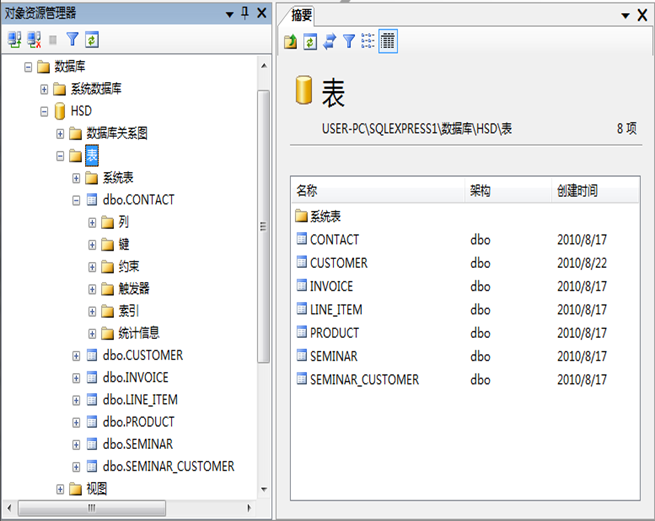 对象资源管理器
数据库
系统数据库
HSD
数据库关系图
表
系统表
dbo.CONTACT
列
键
约束
触发器
索引
统计信息
dbo.CUSTOMER
dbo.INVOICE
dbo.LINE_ITEM
dbo.PRODUCT
dbo.SEMINAR
dbo.SEMINAR_CUSTOMER
视图
摘要
表
USER-PC\SQLEXPRESS1\数据库\HSD\表 8 项
名称 架构 创建时间
系统表
CONTACT dbo 2010/8/17
CUSTOMER dbo 2010/8/22
INVOICE dbo 2010/8/17
LINE_ITEM dbo 2010/8/17
PRODUCT dbo 2010/8/17
SEMINAR dbo 2010/8/17
SEMINAR_CUSTOMER dbo 2010/8/17